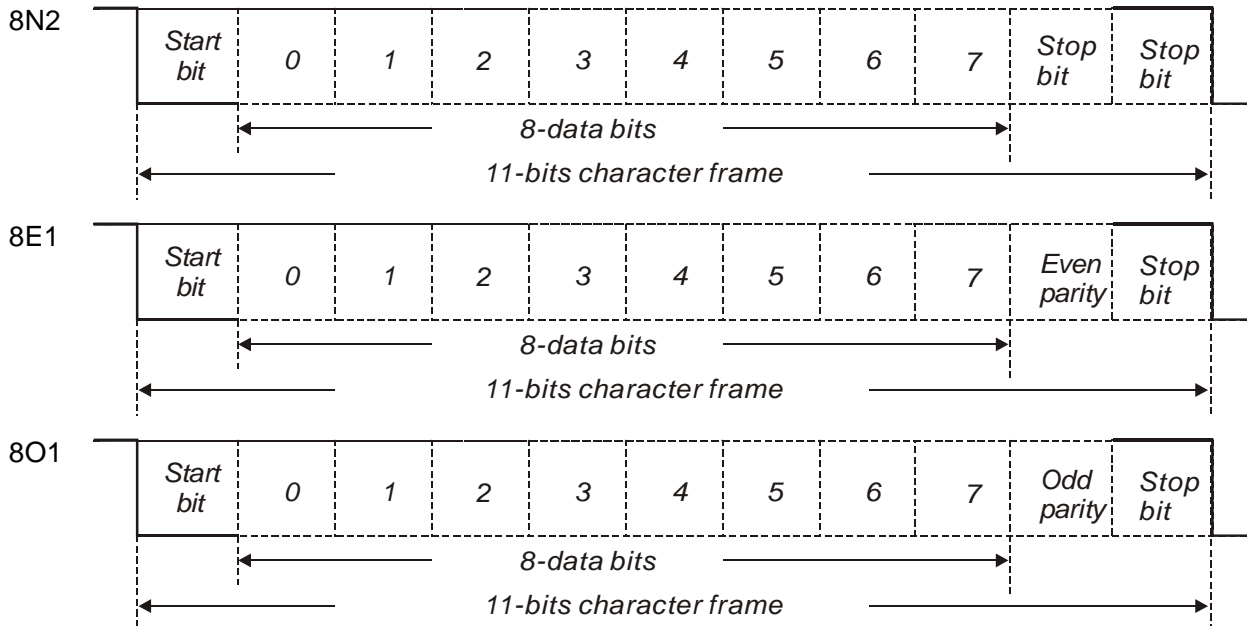 8N2
Start bit 0 1 2 3 4 5 6 7 Stop bit Stop bit
8-data bits
11-bits character frame
8E1
Start bit 0 1 2 3 4 5 6 7 Even parity Stop bit
8-data bits
11-bits character frame
8O1
Start bit 0 1 2 3 4 5 6 7 Odd parity Stop bit
8-data bits
11-bits character frame